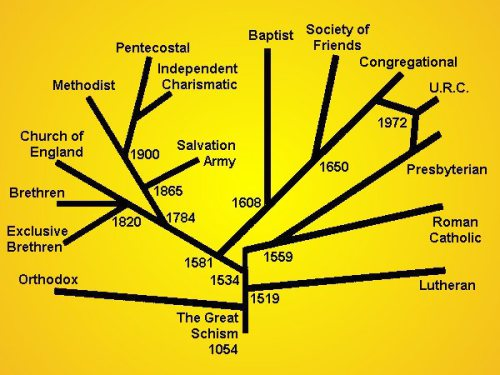 Baptist
Society of
Friends
Pentecostal
Independent
Charismatic
Congregational
Methodist
U.R.C.
1972
Church of
England
Salvation
Army
1900
1650
Presbyterian
1865
Brethren
1608
1784
1820
Roman
Catholic
Exclusive
Brethren
1581
1559
Orthodox
1534
Lutheran
1519
The Great
Schism
1054